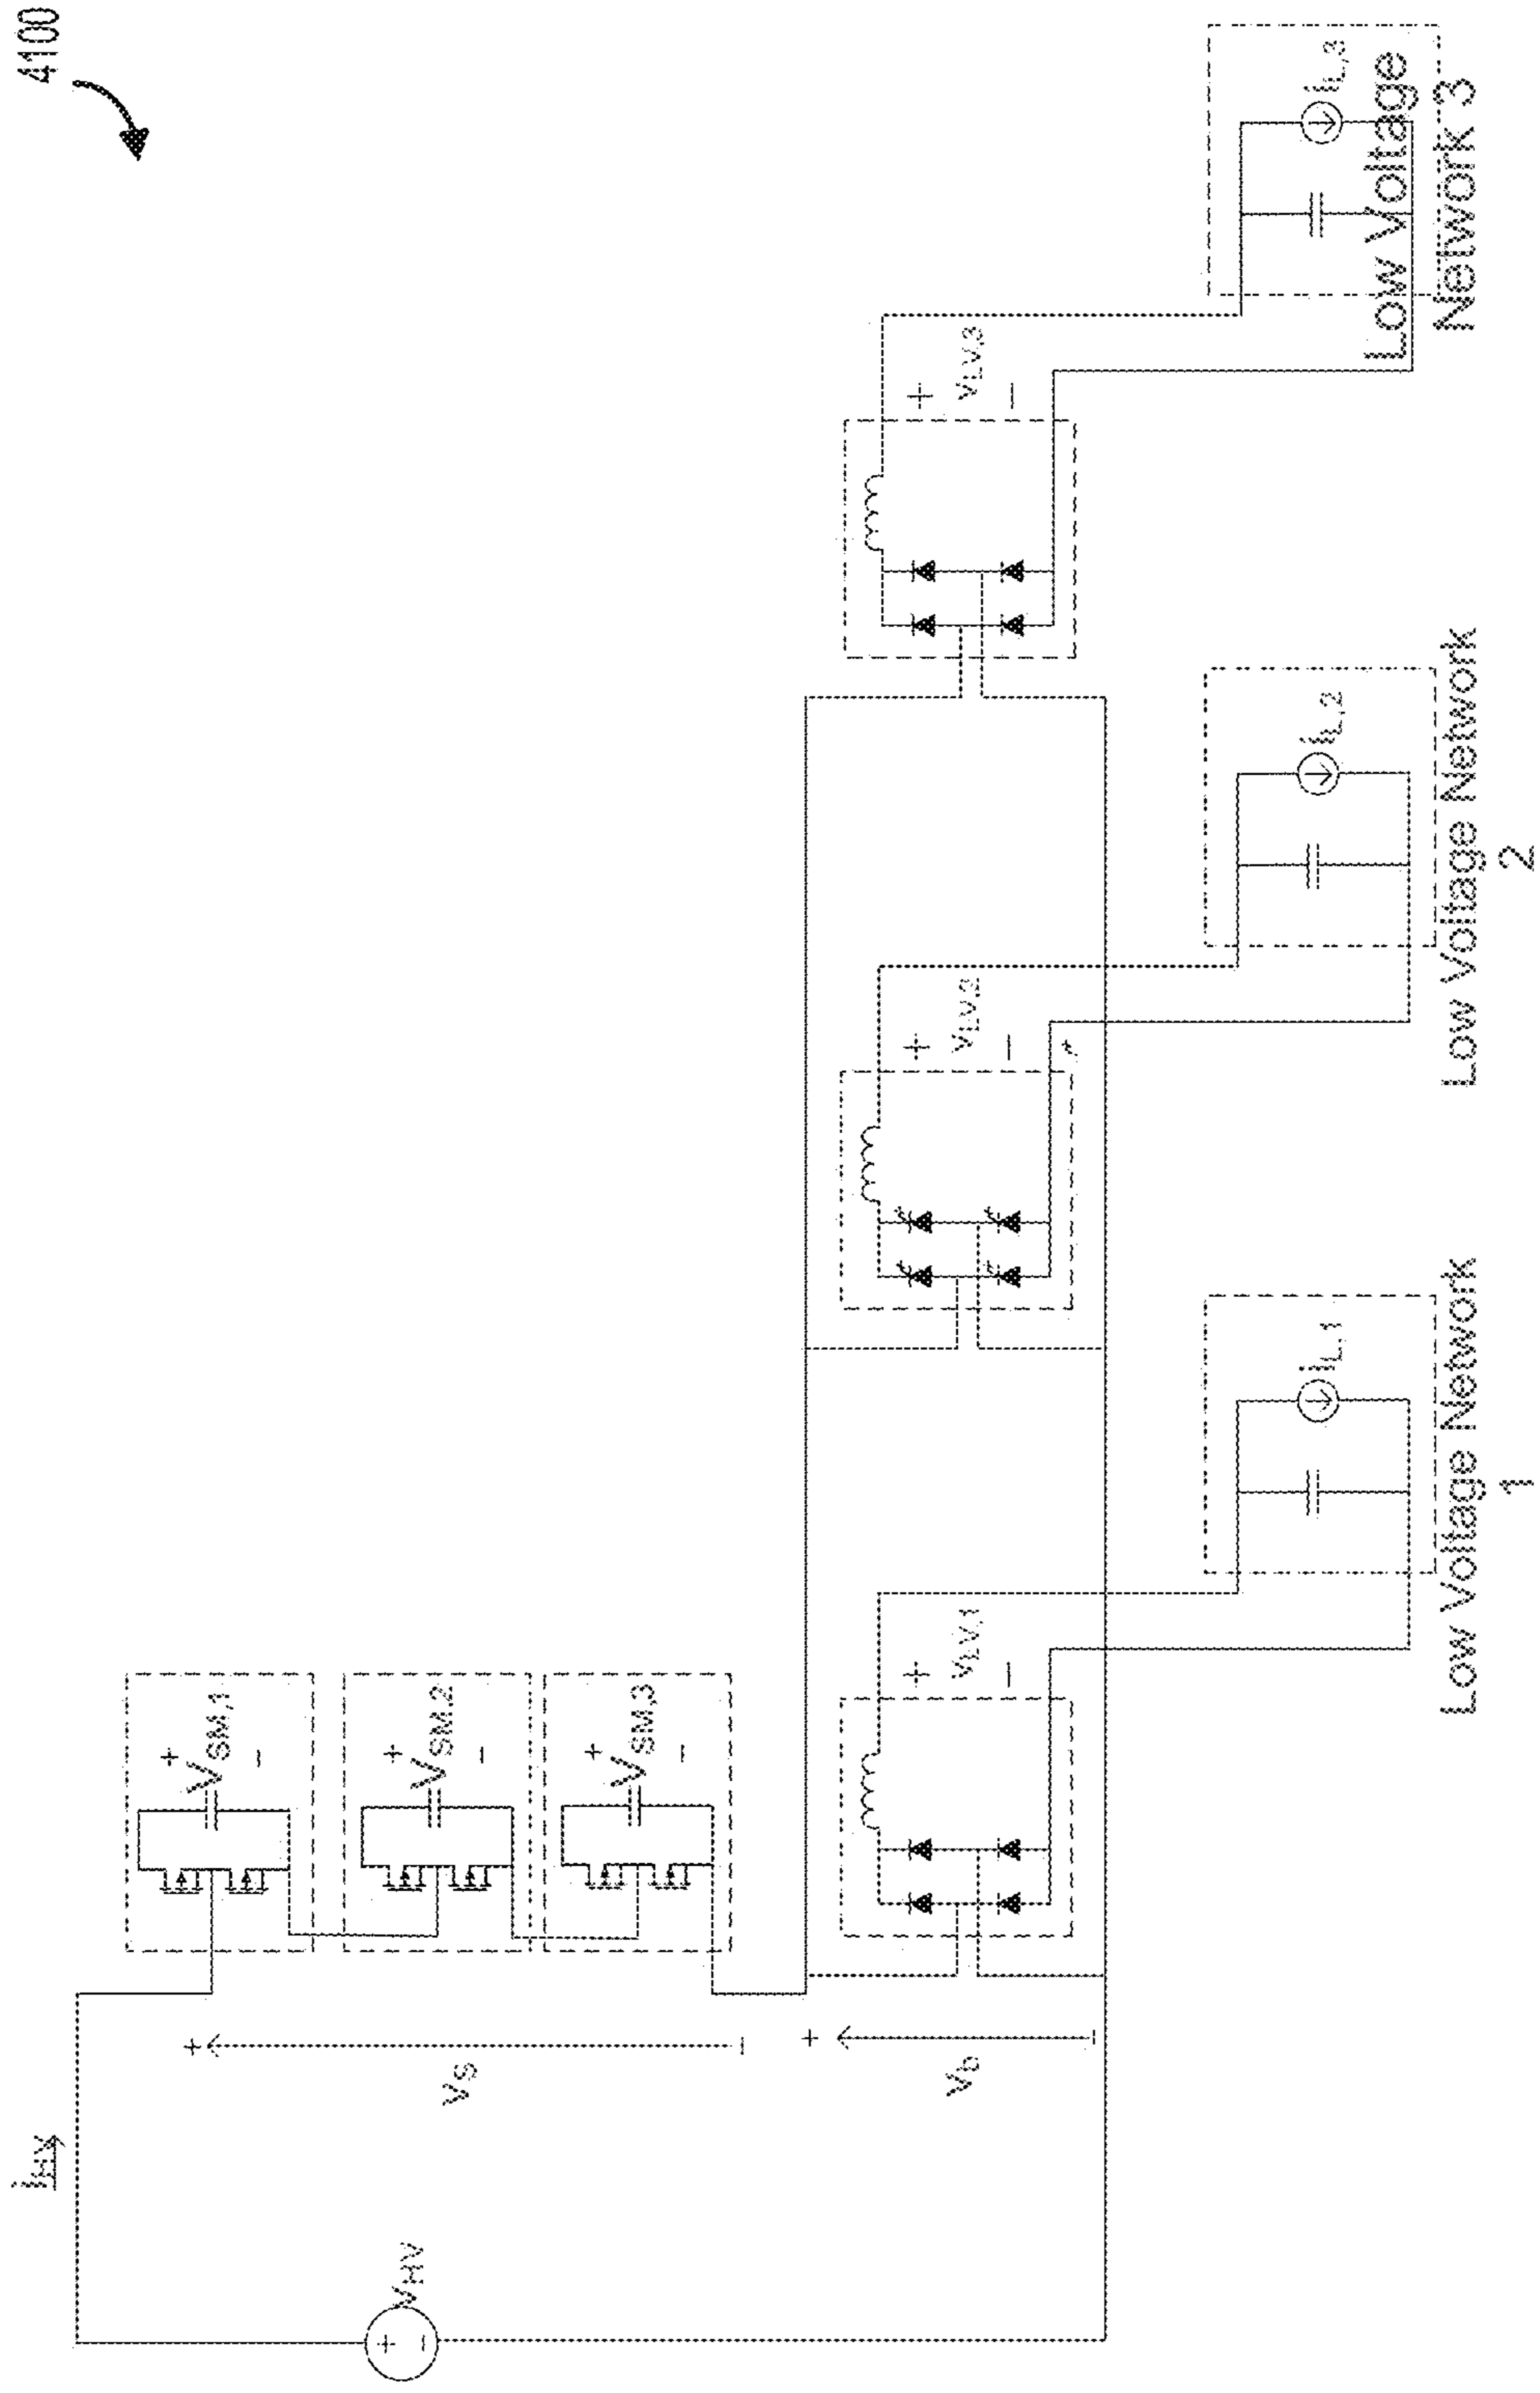 4100
i_HV
V_HV
+
−
+
V_S
−
+
V_b
−
+
V_SM,1
−
+
V_SM,2
−
+
V_SM,3
−
+
V_LV,1
−
+
V_LV,2
−
+
V_LV,3
−
i_L,1
Low Voltage Network
1
i_L,2
Low Voltage Network
2
i_L,3
Low Voltage
Network 3